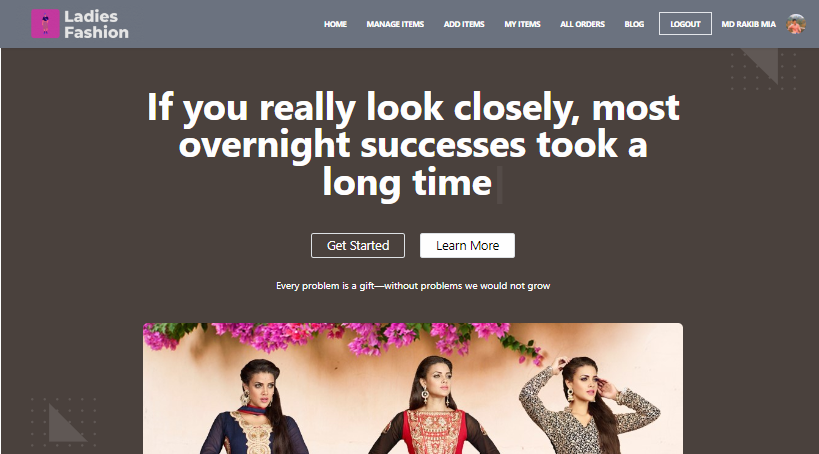 Ladies
Fashion
HOME MANAGE ITEMS ADD ITEMS MY ITEMS ALL ORDERS BLOG LOGOUT MD RAKIB MIA
If you really look closely, most
overnight successes took a
long time
Get Started Learn More
Every problem is a gift—without problems we would not grow